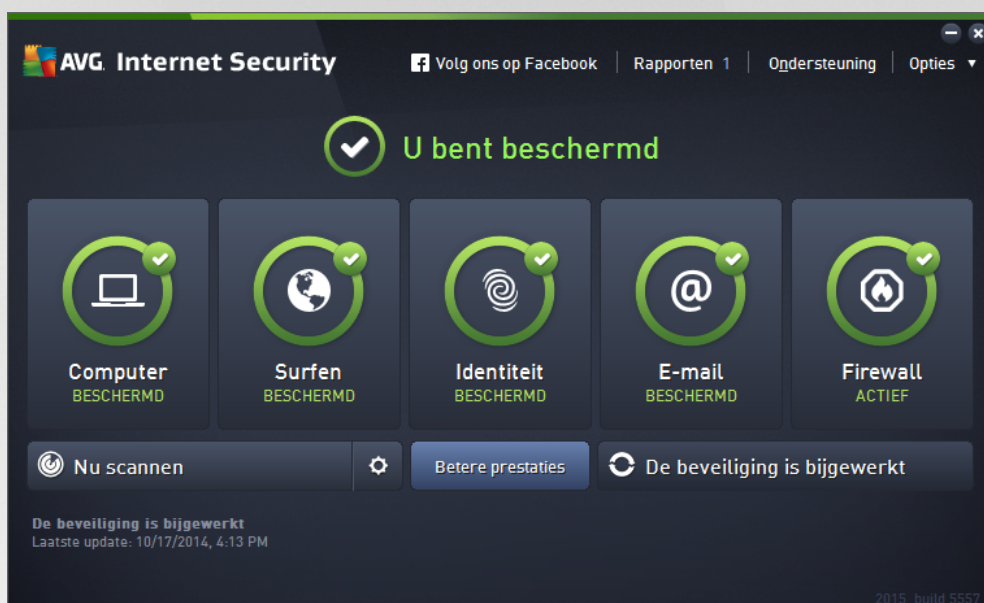 AVG. Internet Security
Volg ons op Facebook
Rapporten 1
Ondersteuning
Opties
U bent beschermd
Computer
BESCHERMD
Surfen
BESCHERMD
Identiteit
BESCHERMD
E-mail
BESCHERMD
Firewall
ACTIEF
Nu scannen
Betere prestaties
De beveiliging is bijgewerkt
De beveiliging is bijgewerkt
Laatste update: 10/17/2014, 4:13 PM
2015 build 5557